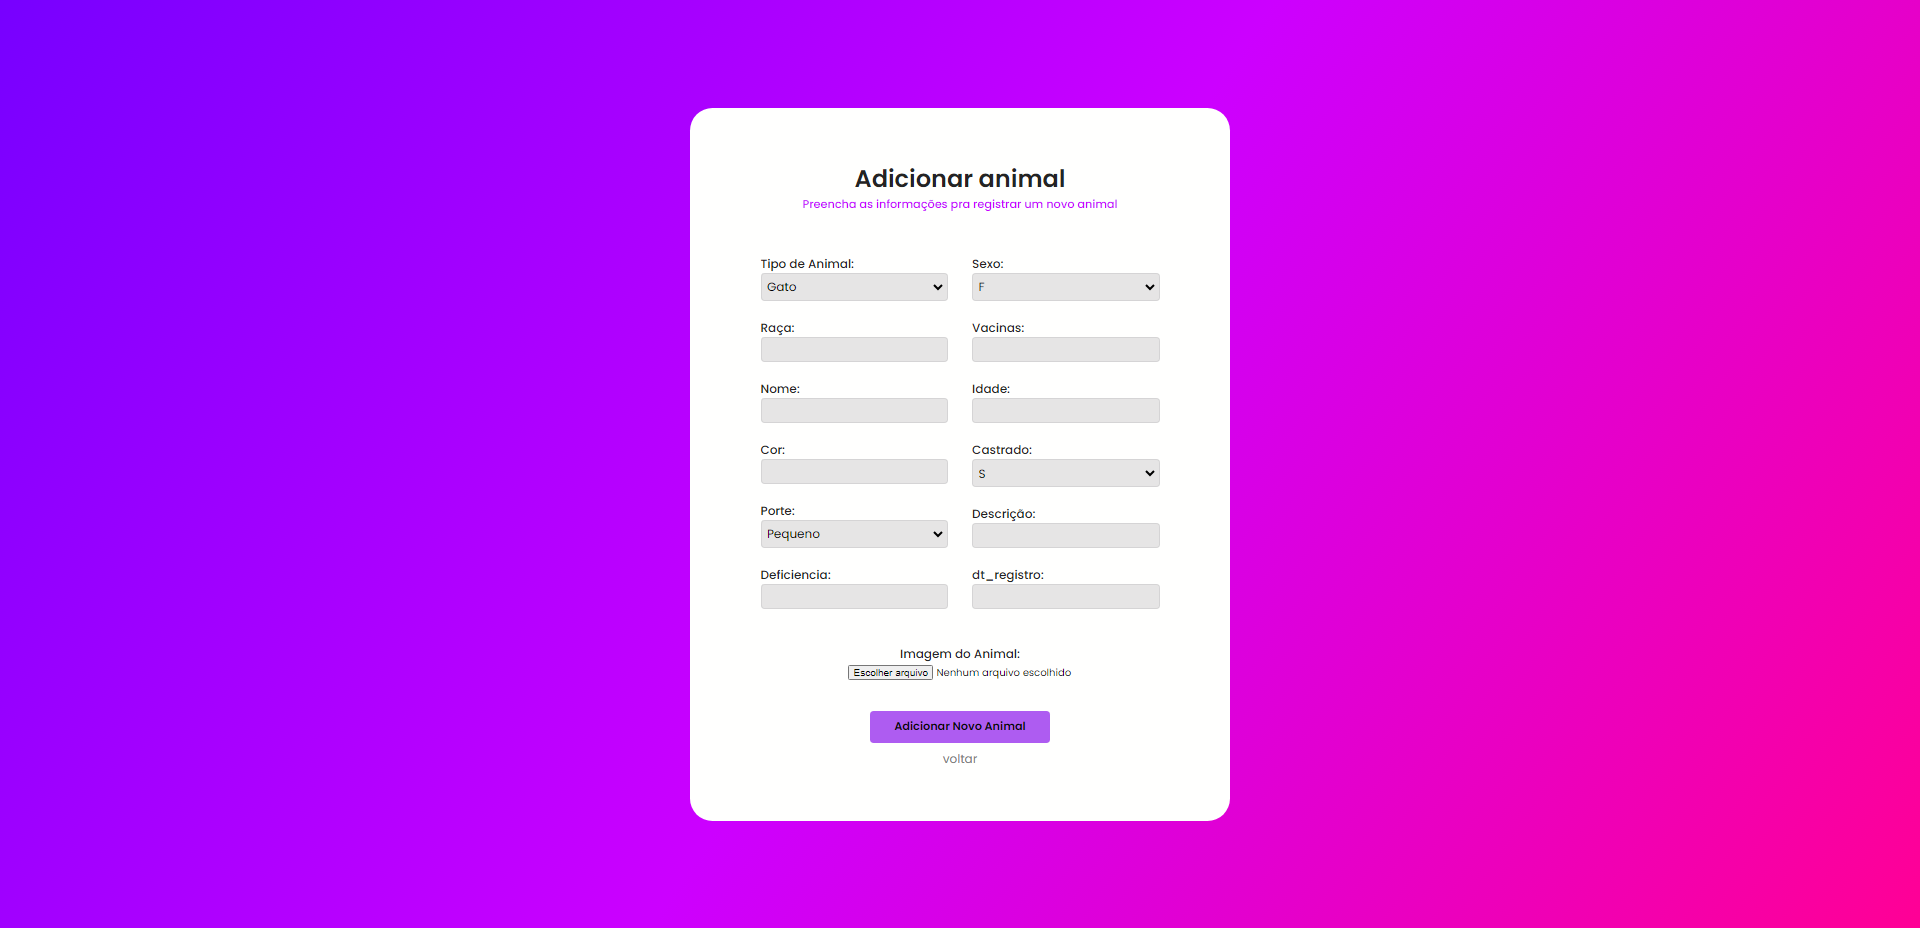 Adicionar animal
Preencha as informações pra registrar um novo animal
Tipo de Animal:
Gato
Sexo:
F
Raça:
Vacinas:
Nome:
Idade:
Cor:
Castrado:
S
Porte:
Pequeno
Descrição:
Deficiencia:
dt_registro:
Imagem do Animal:
Escolher arquivo Nenhum arquivo escolhido
Adicionar Novo Animal
voltar